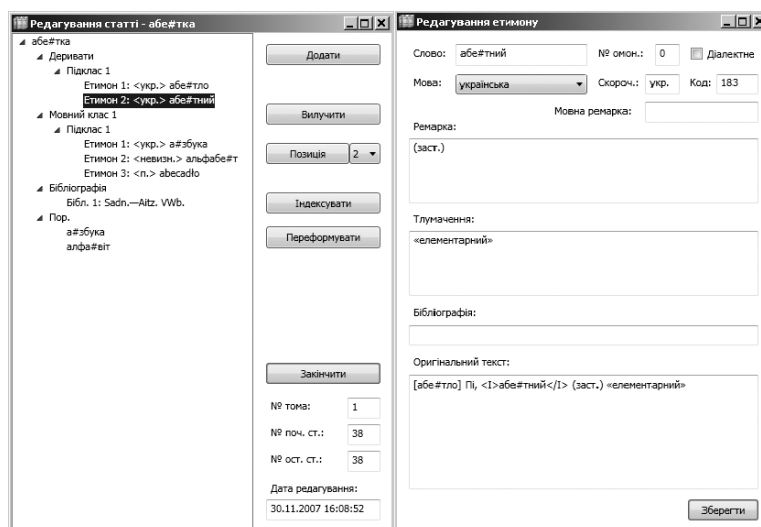 Редагування статті - абе#тка
абе#тка
Деривати
Підклас 1
Етимон 1: <укр.> абе#тло
Етимон 2: <укр.> абе#тний
Мовний клас 1
Підклас 1
Етимон 1: <укр.> а#збука
Етимон 2: <невизн.> альфабе#т
Етимон 3: <п.> abecadło
Бібліографія
Бібл. 1: Sadn.—Aitz. VWb.
Пор.
а#збука
алфа#віт
Додати
Вилучити
Позиція 2
Індексувати
Переформувати
Закінчити
№ тома: 1
№ поч. ст.: 38
№ ост. ст.: 38
Дата редагування:
30.11.2007 16:08:52
Редагування етимону
Слово: абе#тний № омон.: 0 Діалектне
Мова: українська Скороч.: укр. Код: 183
Мовна ремарка:
Ремарка:
(заст.)
Тлумачення:
«елементарний»
Бібліографія:
Оригінальний текст:
[абе#тло] Пі, <I>абе#тний</I> (заст.) «елементарний»
Зберегти